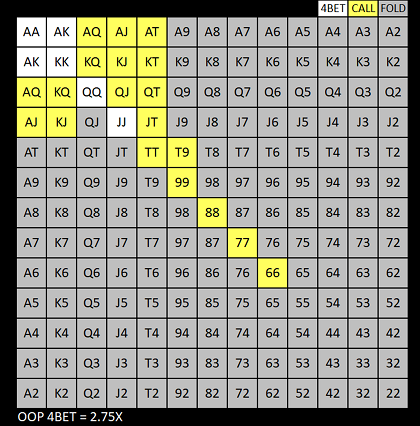 4BET CALL FOLD
AA AK AQ AJ AT A9 A8 A7 A6 A5 A4 A3 A2
AK KK KQ KJ KT K9 K8 K7 K6 K5 K4 K3 K2
AQ KQ QQ QJ QT Q9 Q8 Q7 Q6 Q5 Q4 Q3 Q2
AJ KJ QJ JJ JT J9 J8 J7 J6 J5 J4 J3 J2
AT KT QT JT TT T9 T8 T7 T6 T5 T4 T3 T2
A9 K9 Q9 J9 T9 99 98 97 96 95 94 93 92
A8 K8 Q8 J8 T8 98 88 87 86 85 84 83 82
A7 K7 Q7 J7 T7 97 87 77 76 75 74 73 72
A6 K6 Q6 J6 T6 96 86 76 66 65 64 63 62
A5 K5 Q5 J5 T5 95 85 75 65 55 54 53 52
A4 K4 Q4 J4 T4 94 84 74 64 54 44 43 42
A3 K3 Q3 J3 T3 93 83 73 63 53 43 33 32
A2 K2 Q2 J2 T2 92 82 72 62 52 42 32 22
OOP 4BET = 2.75X